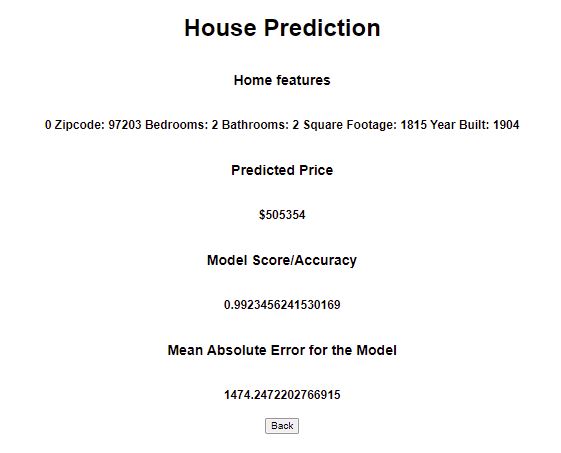 House Prediction
Home features
0 Zipcode: 97203 Bedrooms: 2 Bathrooms: 2 Square Footage: 1815 Year Built: 1904
Predicted Price
$505354
Model Score/Accuracy
0.9923456241530169
Mean Absolute Error for the Model
1474.2472202766915
Back